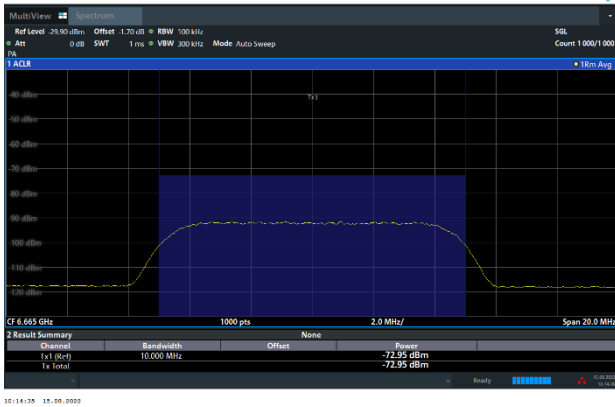 MultiView Spectrum
Ref Level -29.90 dBm Offset -1.70 dB RBW 100 kHz SGL
Att 0 dB SWT 1 ms VBW 300 kHz Mode Auto Sweep Count 1000/1000
PA
1 ACLR 1Rm Avg
Tx1
-40 dBm
-50 dBm
-60 dBm
-70 dBm
-80 dBm
-90 dBm
-100 dBm
-110 dBm
-120 dBm
CF 6.665 GHz 1000 pts 2.0 MHz/ Span 20.0 MHz
2 Result Summary None
Channel Bandwidth Offset Power
Tx1 (Ref) 10.000 MHz -72.95 dBm
Tx Total -72.95 dBm
Ready
10:14:35 15.08.2022